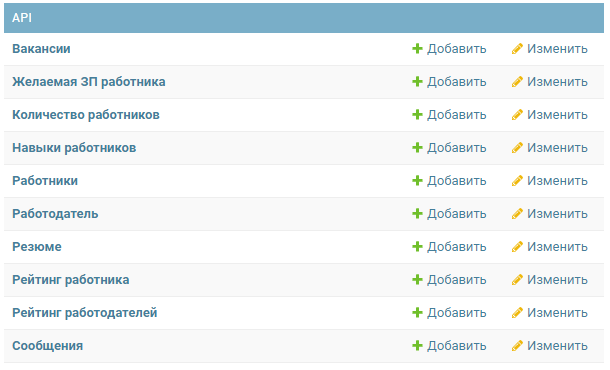 API
Вакансии Добавить Изменить
Желаемая ЗП работника Добавить Изменить
Количество работников Добавить Изменить
Навыки работников Добавить Изменить
Работники Добавить Изменить
Работодатель Добавить Изменить
Резюме Добавить Изменить
Рейтинг работника Добавить Изменить
Рейтинг работодателей Добавить Изменить
Сообщения Добавить Изменить